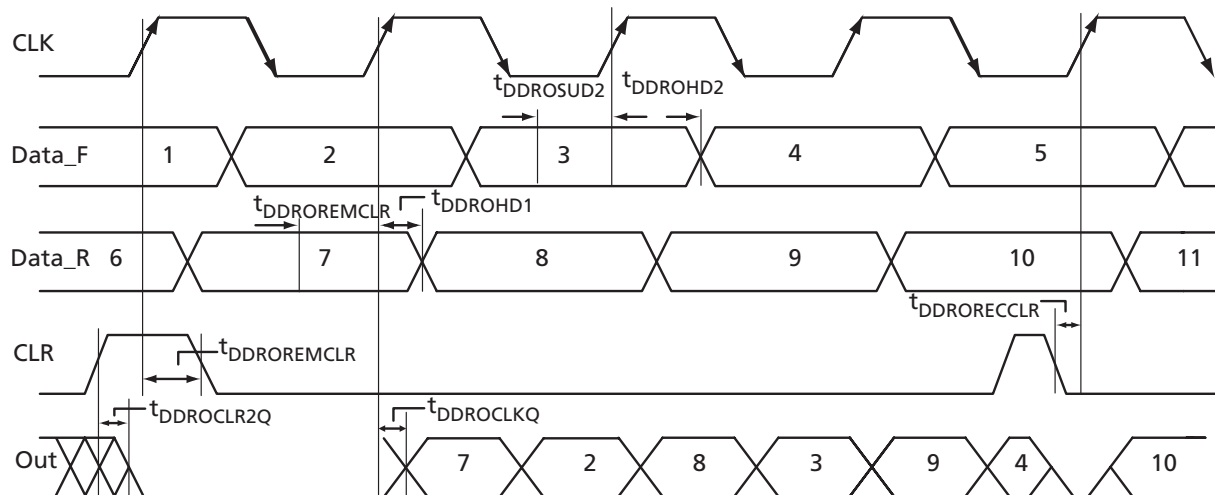 CLK
tDDROSUD2
tDDROHD2
Data_F 1 2 3 4 5
tDDROREMCLR
tDDROHD1
Data_R 6 7 8 9 10 11
tDDRORECCLR
CLR
tDDROREMCLR
tDDROCLR2Q
tDDROCLKQ
Out 7 2 8 3 9 4 10